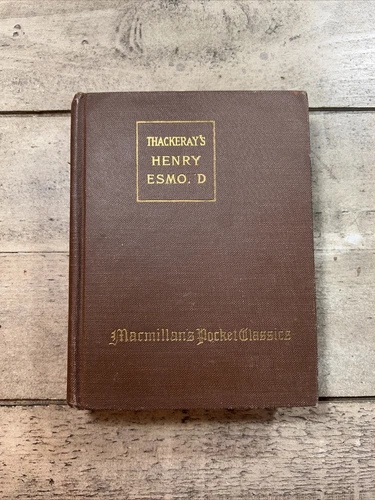 THACKERAY'S
HENRY
ESMO. D
Macmillan's Pocket Classics